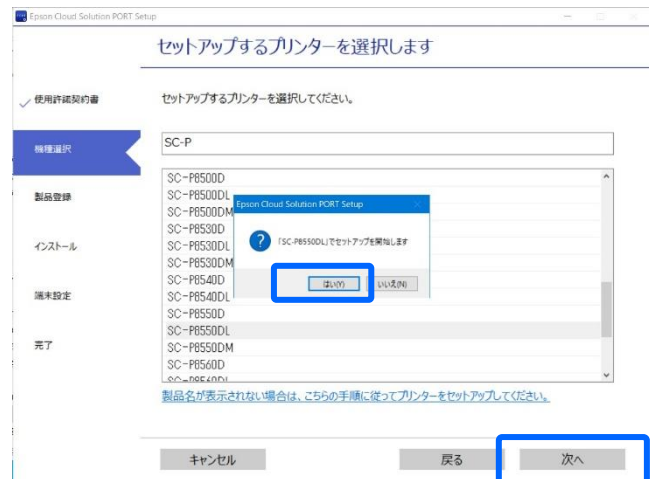 Epson Cloud Solution PORT Setup
セットアップするプリンターを選択します
使用許諾契約書
セットアップするプリンターを選択してください。
機種選択
SC-P
製品登録
インストール
端末設定
完了
SC-P8500D
SC-P8500DL
SC-P8500DM
SC-P8530D
SC-P8530DL
SC-P8530DM
SC-P8540D
SC-P8540DL
SC-P8550D
SC-P8550DL
SC-P8550DM
SC-P8560D
Epson Cloud Solution PORT Setup
「SC-P8550DL」でセットアップを開始します
はい(Y)
いいえ(N)
製品名が表示されない場合は、こちらの手順に従ってプリンターをセットアップしてください。
キャンセル
戻る
次へ